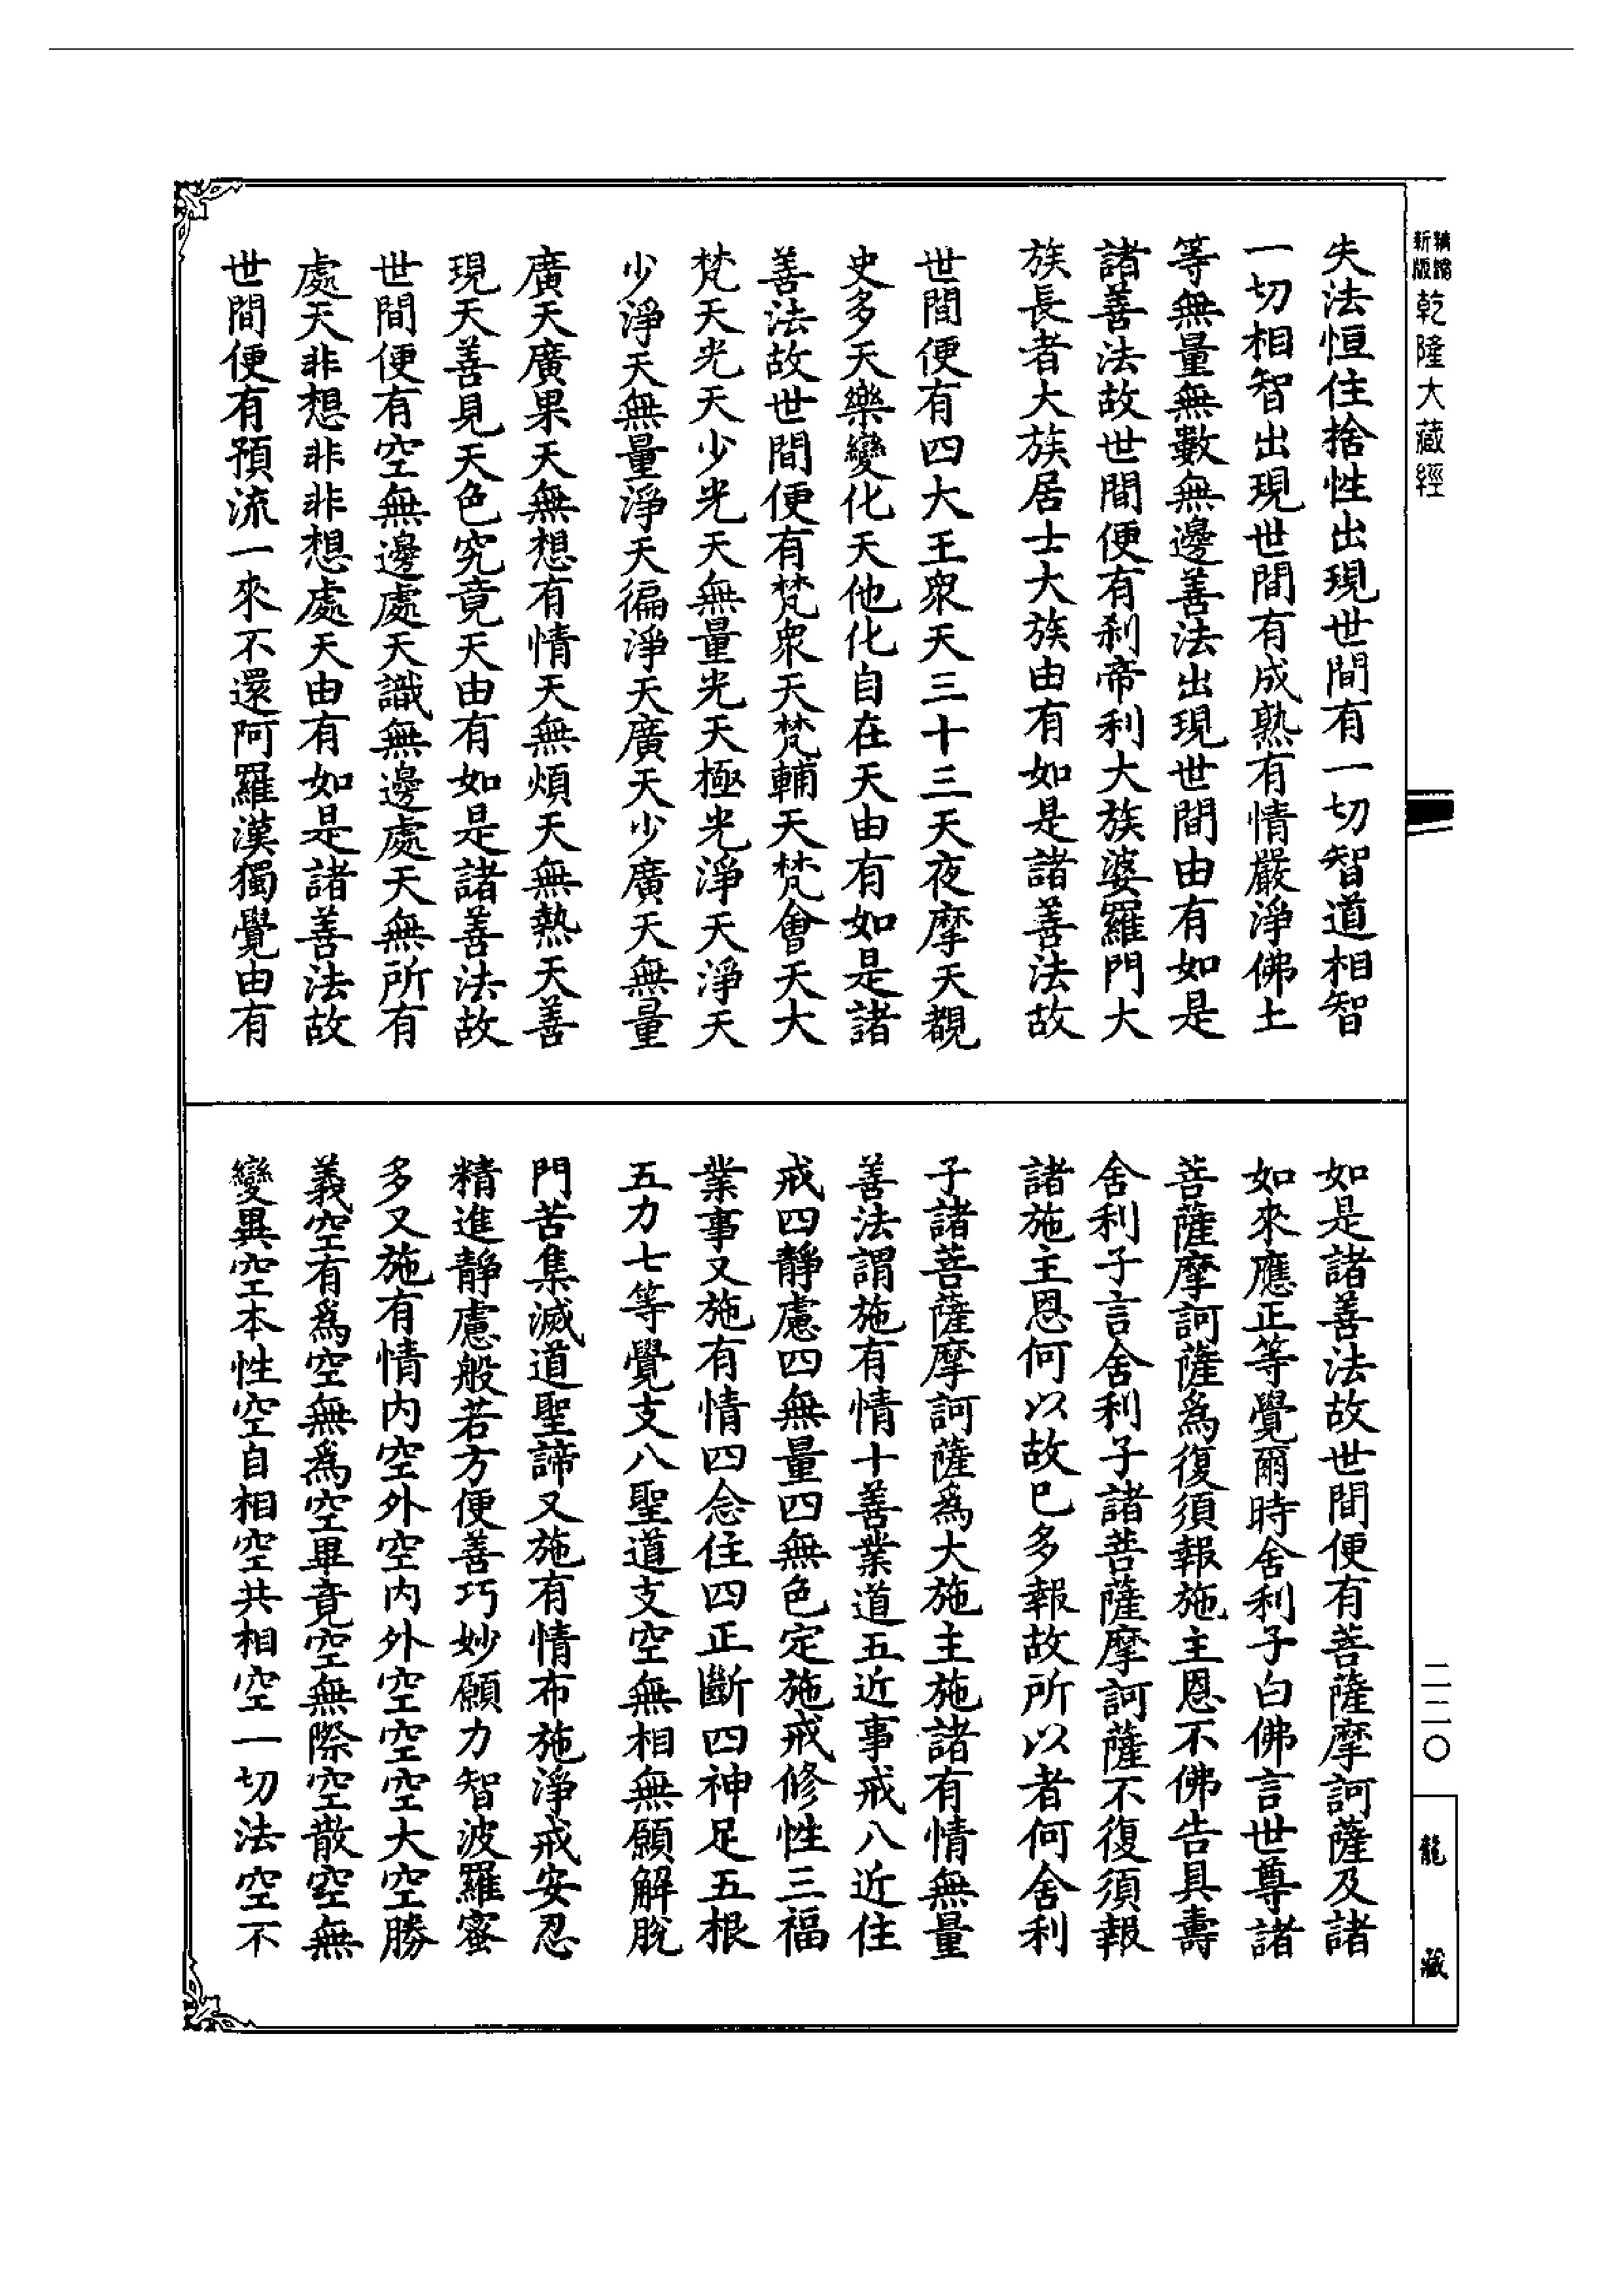 精縮
新版
乾隆大藏經
失法恒住捨性出現世間有一切智道相智
一切相智出現世間有成熟有情嚴淨佛土
等無量無數無邊善法出現世間由有如是
諸善法故世間便有剎帝利大族婆羅門大
族長者大族居士大族由有如是諸善法故
世間便有四大王眾天三十三天夜摩天覩
史多天樂變化天他化自在天由有如是諸
善法故世間便有梵眾天梵輔天梵會天大
梵天光天少光天無量光天極光淨天淨天
少淨天無量淨天徧淨天廣天少廣天無量
廣天廣果天無想有情天無煩天無熱天善
現天善見天色究竟天由有如是諸善法故
世間便有空無邊處天識無邊處天無所有
處天非想非非想處天由有如是諸善法故
世間便有預流一來不還阿羅漢獨覺由有
如是諸善法故世間便有菩薩摩訶薩及諸
如來應正等覺爾時舍利子白佛言世尊諸
菩薩摩訶薩為復須報施主恩不佛告具壽
舍利子言舍利子諸菩薩摩訶薩不復須報
諸施主恩何以故已多報故所以者何舍利
子諸菩薩摩訶薩為大施主施諸有情無量
善法謂施有情十善業道五近事戒八近住
戒四靜慮四無量四無色定施戒修性三福
業事又施有情四念住四正斷四神足五根
五力七等覺支八聖道支空無相無願解脫
門苦集滅道聖諦又施有情布施淨戒安忍
精進靜慮般若方便善巧妙願力智波羅蜜
多又施有情內空外空內外空空空大空勝
義空有為空無為空畢竟空無際空散空無
變異空本性空自相空共相空一切法空不
二二〇
龍藏